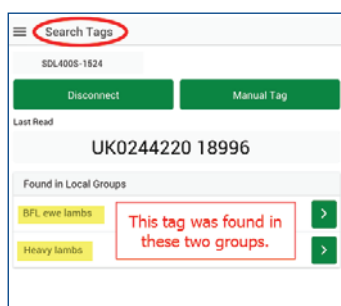 Search Tags
SDL400S-1524
Disconnect
Manual Tag
Last Read
UK0244220 18996
Found in Local Groups
BFL ewe lambs
Heavy lambs
This tag was found in
these two groups.